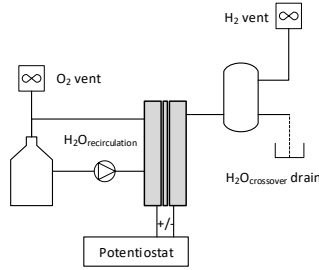 H₂ vent
O₂ vent
H₂Orecirculation
H₂Ocrossover drain
+/-
Potentiostat